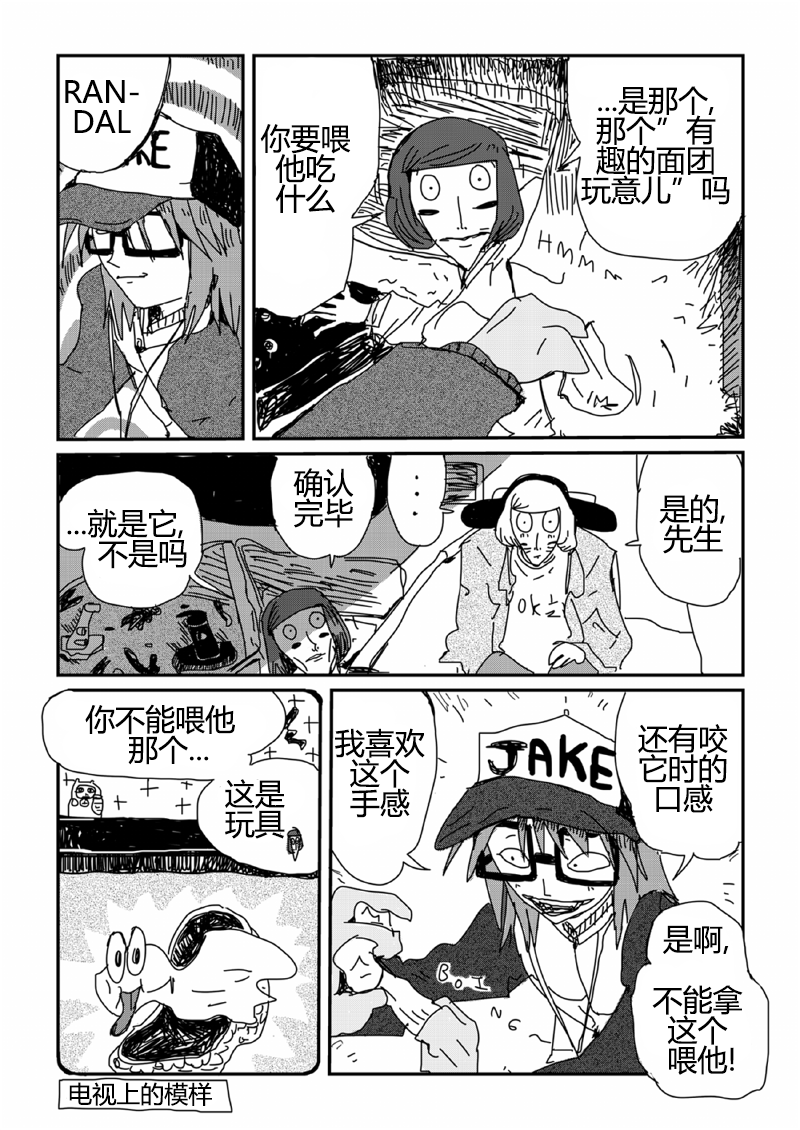 …是那个,
那个”有
趣的面团
玩意儿”吗
你要喂
他吃
什么
HMMM
RAN-
DAL
JAKE
是的,
先生
OK!
...
确认
完毕
…就是它,
不是吗
还有咬
它时的
口感
我喜欢
这个
手感
JAKE
BOI
NG
是啊,
不能拿
这个
喂他!
你不能喂他
那个…
这是
玩具
电视上的模样